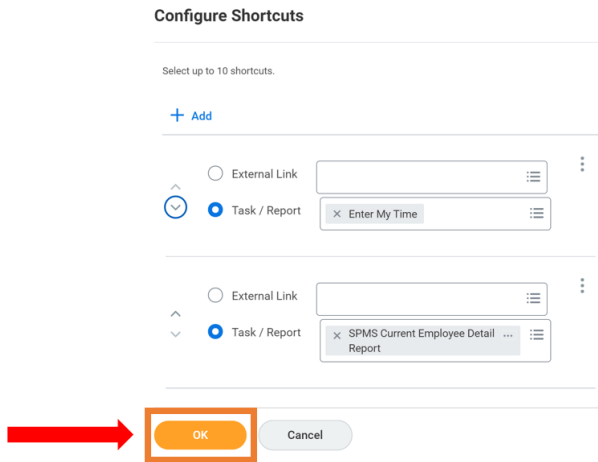 Configure Shortcuts
Select up to 10 shortcuts.
+ Add
External Link
Task / Report
× Enter My Time
External Link
Task / Report
× SPMS Current Employee Detail ...
Report
OK
Cancel